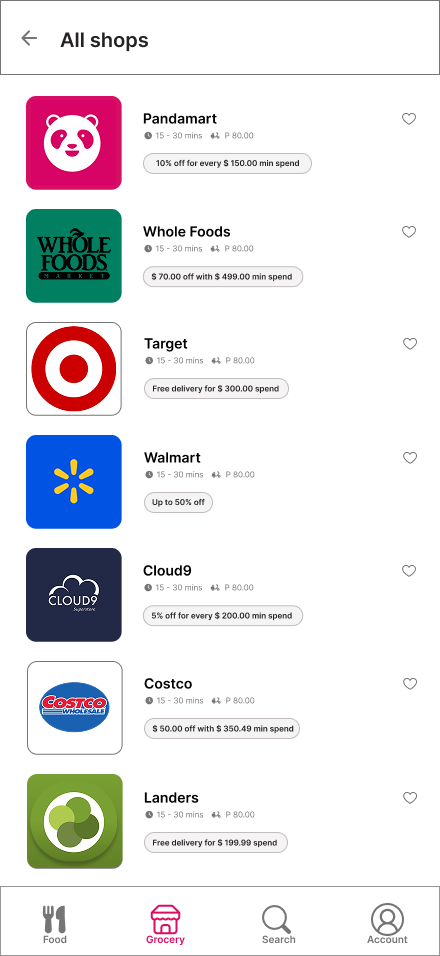 All shops
Pandamart
15 - 30 mins P 80.00
10% off for every $ 150.00 min spend
WHOLE
FOODS
MARKET
Whole Foods
15 - 30 mins P 80.00
$ 70.00 off with $ 499.00 min spend
Target
15 - 30 mins P 80.00
Free delivery for $ 300.00 spend
Walmart
15 - 30 mins P 80.00
Up to 50% off
CLOUD9
Superstore
Cloud9
15 - 30 mins P 80.00
5% off for every $ 200.00 min spend
COSTCO
WHOLESALE
Costco
15 - 30 mins P 80.00
$ 50.00 off with $ 350.49 min spend
Landers
15 - 30 mins P 80.00
Free delivery for $ 199.99 spend
Food Grocery Search Account